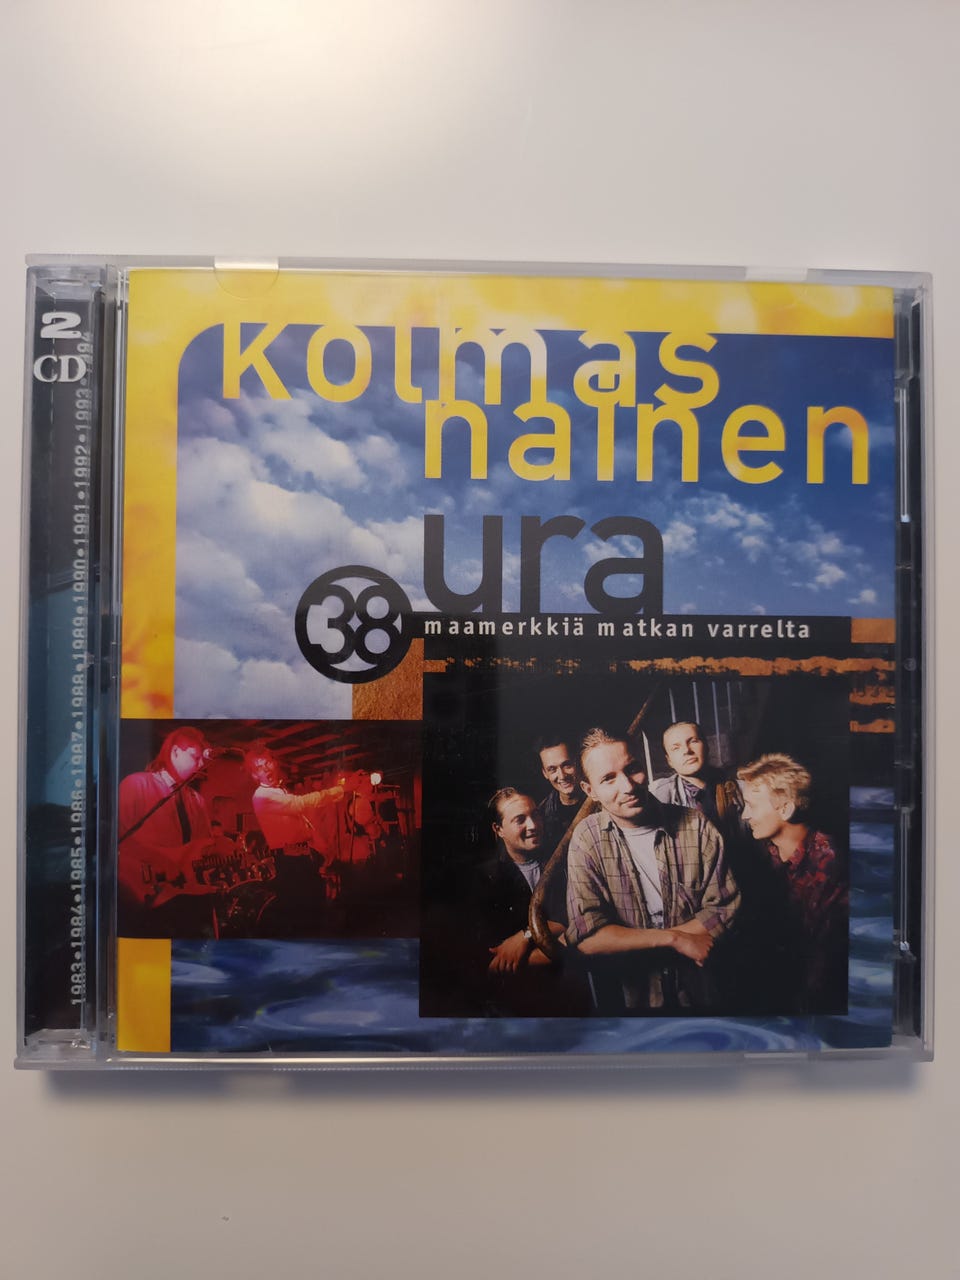 2
CD
1983•1984•1985•1986•1987•1988•1989•1990•1991•1992•1993•1994
Kolmas
nainen
ura
38
maamerkkiä matkan varrelta